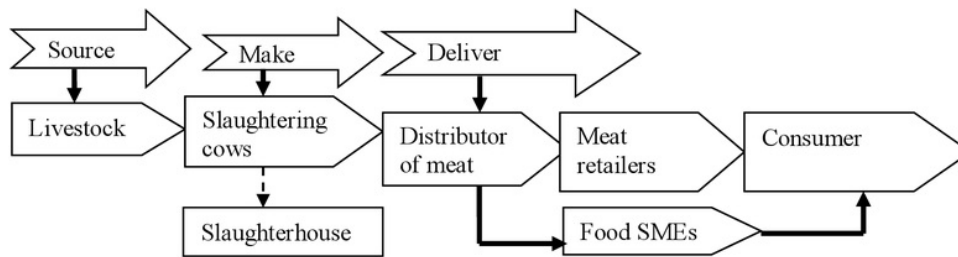 Source
Make
Deliver
Livestock
Slaughtering
cows
Distributor
of meat
Meat
retailers
Consumer
Slaughterhouse
Food SMEs